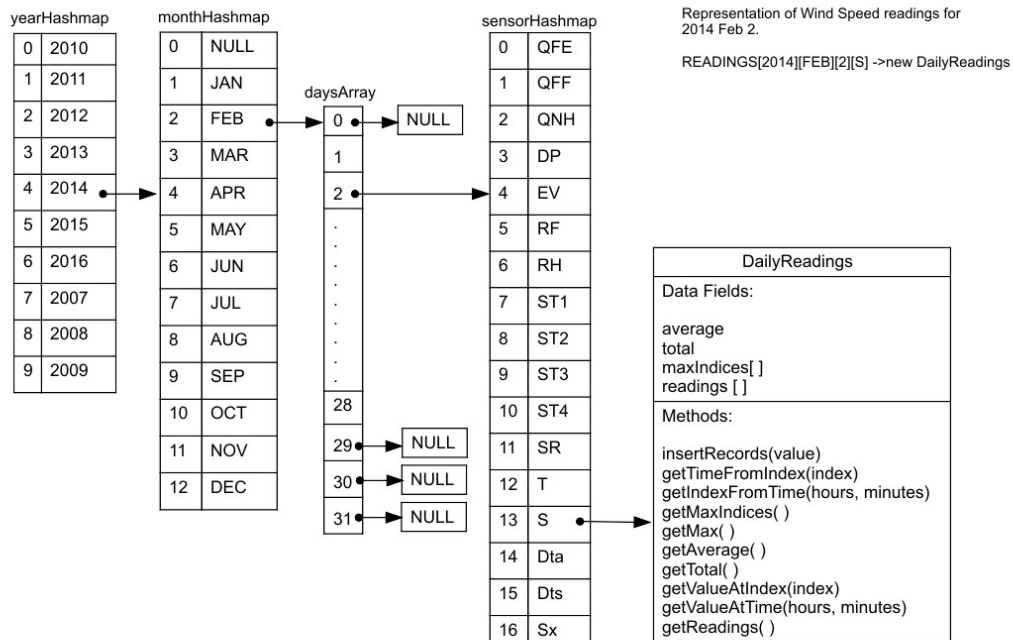 yearHashmap
0 2010
1 2011
2 2012
3 2013
4 2014
5 2015
6 2016
7 2007
8 2008
9 2009
monthHashmap
0 NULL
1 JAN
2 FEB
3 MAR
4 APR
5 MAY
6 JUN
7 JUL
8 AUG
9 SEP
10 OCT
11 NOV
12 DEC
daysArray
0 NULL
1
2
.
.
.
.
.
.
.
.
.
28
29 NULL
30 NULL
31 NULL
sensorHashmap
0 QFE
1 QFF
2 QNH
3 DP
4 EV
5 RF
6 RH
7 ST1
8 ST2
9 ST3
10 ST4
11 SR
12 T
13 S
14 Dta
15 Dts
16 Sx
Representation of Wind Speed readings for
2014 Feb 2.
READINGS[2014][FEB][2][S] ->new DailyReadings
DailyReadings
Data Fields:
average
total
maxIndices[ ]
readings [ ]
Methods:
insertRecords(value)
getTimeFromIndex(index)
getIndexFromTime(hours, minutes)
getMaxIndices( )
getMax( )
getAverage( )
getTotal( )
getValueAtIndex(index)
getValueAtTime(hours, minutes)
getReadings( )